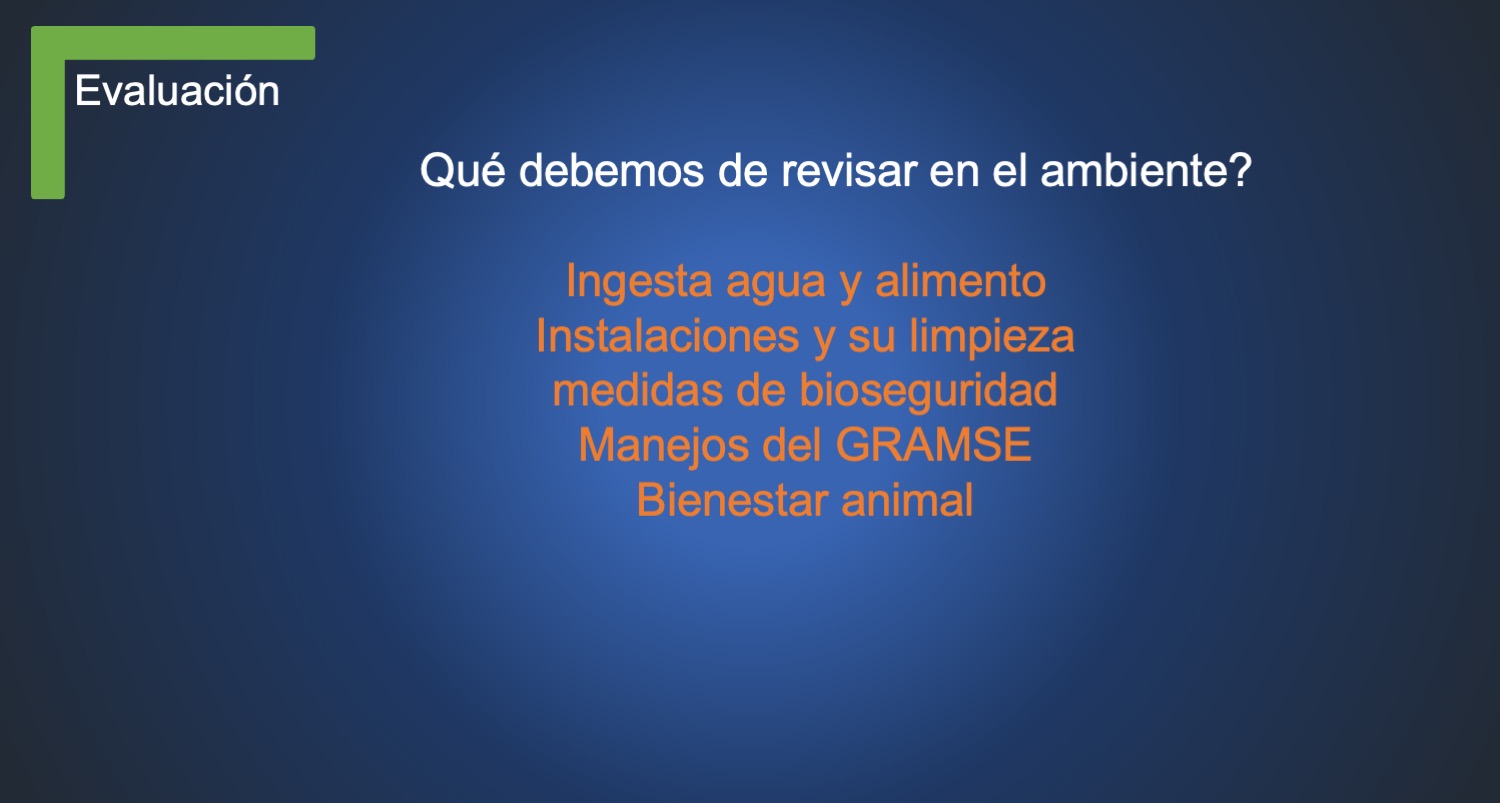 Evaluación
Qué debemos de revisar en el ambiente?
Ingesta agua y alimento
Instalaciones y su limpieza
medidas de bioseguridad
Manejos del GRAMSE
Bienestar animal